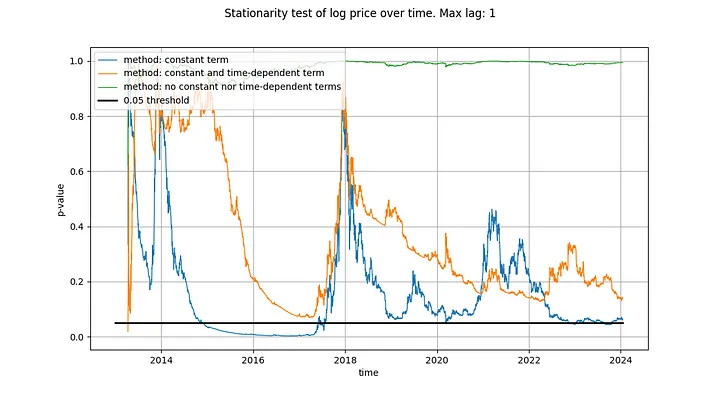 Stationarity test of log price over time. Max lag: 1
method: constant term
method: constant and time-dependent term
method: no constant nor time-dependent terms
0.05 threshold
1.0
0.8
0.6
0.4
0.2
0.0
p-value
2014 2016 2018 2020 2022 2024
time